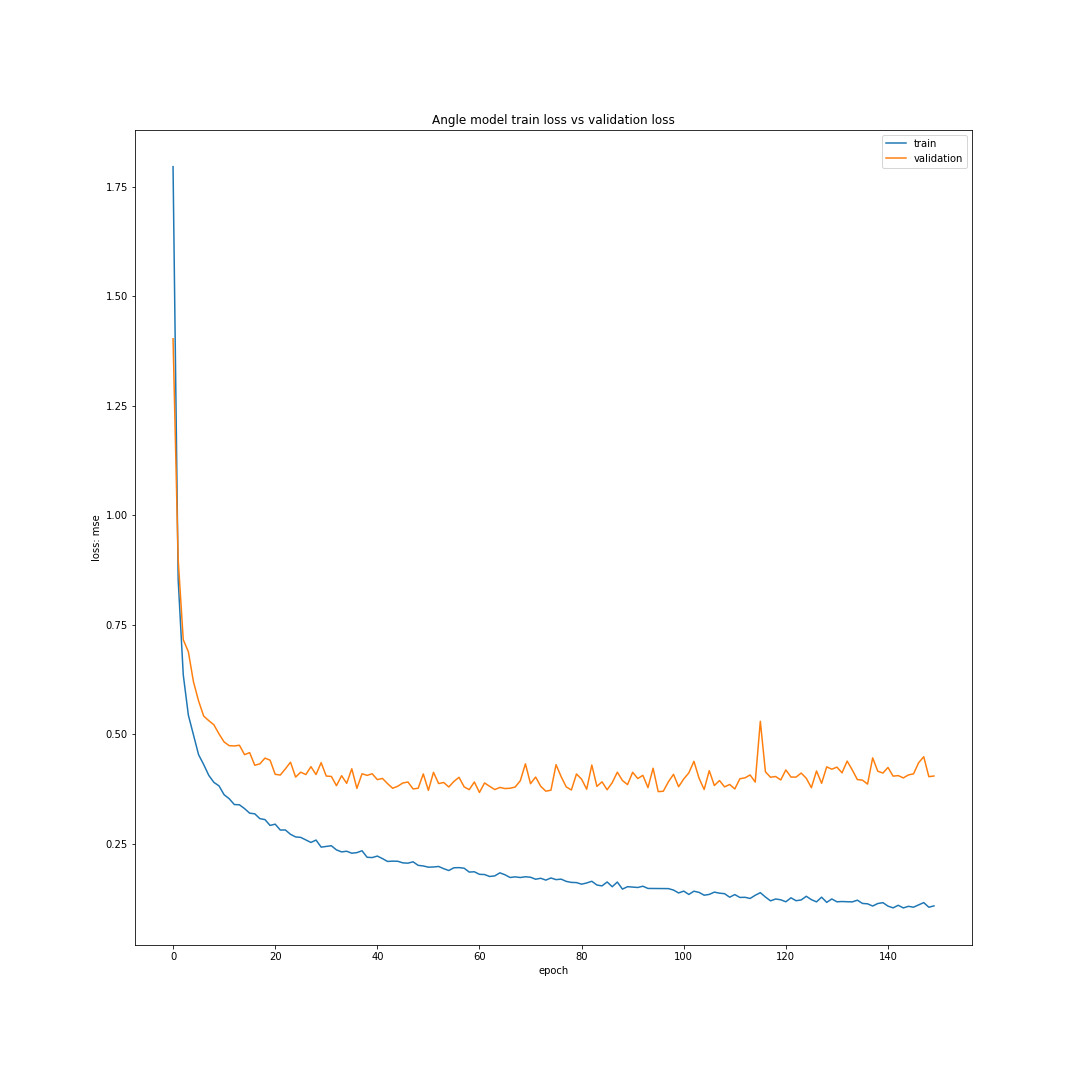 Angle model train loss vs validation loss
train
validation
1.75
1.50
1.25
1.00
0.75
0.50
0.25
loss: mse
0 20 40 60 80 100 120 140
epoch